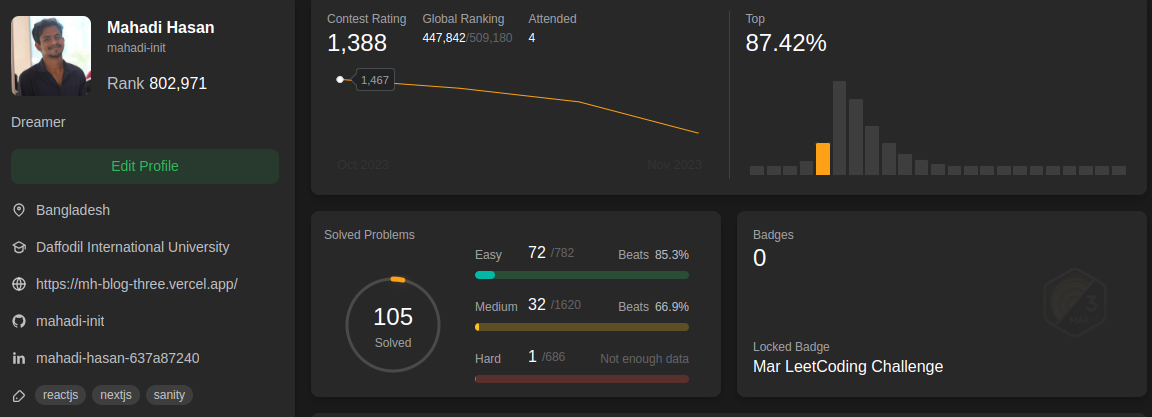 Mahadi Hasan
mahadi-init
Rank 802,971
Dreamer
Edit Profile
Bangladesh
Daffodil International University
https://mh-blog-three.vercel.app/
mahadi-init
mahadi-hasan-637a87240
reactjs nextjs sanity
Contest Rating Global Ranking Attended
1,388 447,842/509,180 4
1,467
Oct 2023 Nov 2023
Top
87.42%
Solved Problems
105
Solved
Easy 72 /782 Beats 85.3%
Medium 32 /1620 Beats 66.9%
Hard 1 /686 Not enough data
Badges
0
3
Locked Badge
Mar LeetCoding Challenge